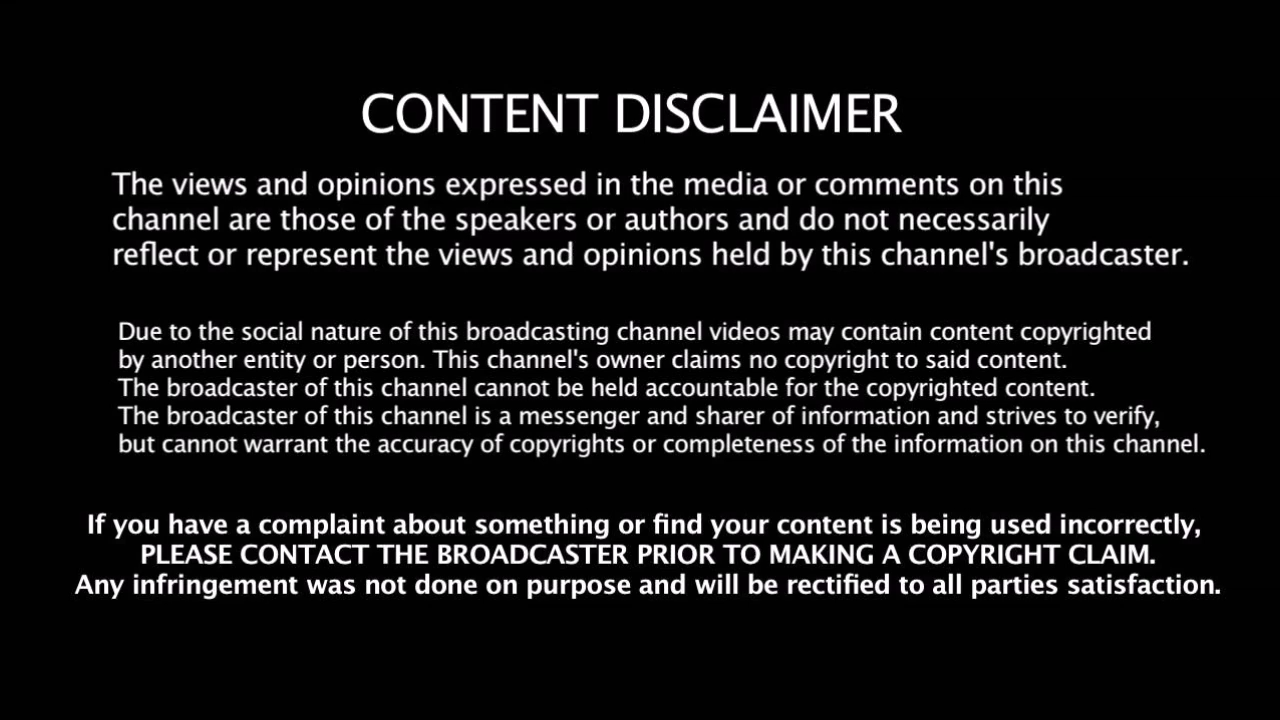 CONTENT DISCLAIMER
The views and opinions expressed in the media or comments on this
channel are those of the speakers or authors and do not necessarily
reflect or represent the views and opinions held by this channel's broadcaster.
Due to the social nature of this broadcasting channel videos may contain content copyrighted
by another entity or person. This channel's owner claims no copyright to said content.
The broadcaster of this channel cannot be held accountable for the copyrighted content.
The broadcaster of this channel is a messenger and sharer of information and strives to verify,
but cannot warrant the accuracy of copyrights or completeness of the information on this channel.
If you have a complaint about something or find your content is being used incorrectly,
PLEASE CONTACT THE BROADCASTER PRIOR TO MAKING A COPYRIGHT CLAIM.
Any infringement was not done on purpose and will be rectified to all parties satisfaction.